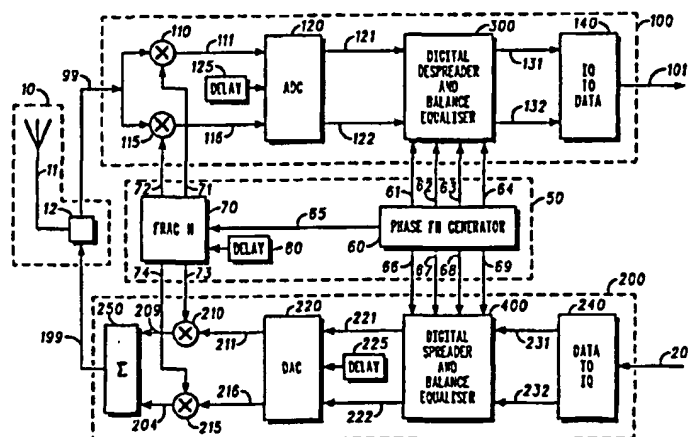 120
300
140
100
10
99
110
111
121
131
101
125
DELAY
ADC
DIGITAL
DESPREADER
AND
BALANCE
EQUALISER
IQ
TO
DATA
132
11
115
116
122
12
72
71
61
62
63
64
50
70
FRAC N
65
PHASE FN GENERATOR
DELAY
80
60
74
73
66
67
68
69
200
250
209
210
220
221
400
240
199
Σ
211
DAC
225
DELAY
DIGITAL
SPREADER
AND
BALANCE
EQUALISER
231
DATA
TO
IQ
20
204
215
216
222
232